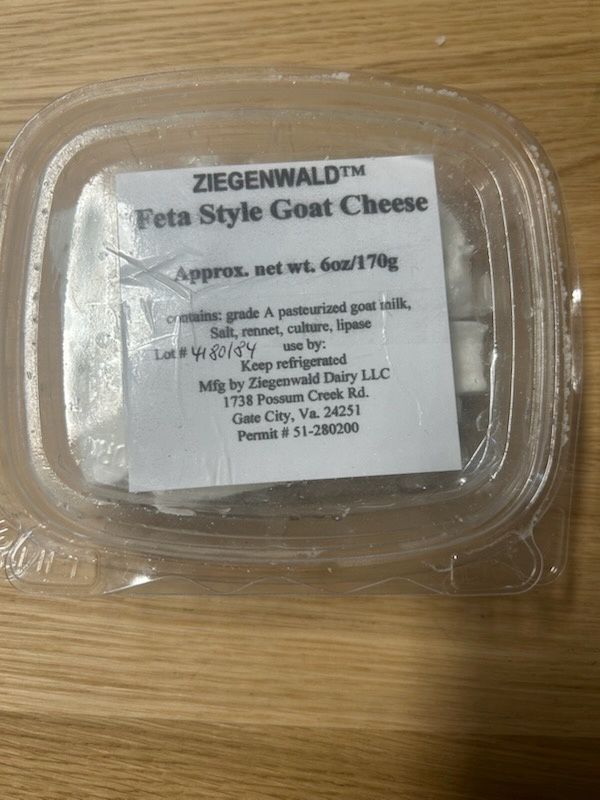 ZIEGENWALD™
Feta Style Goat Cheese
Approx. net wt. 6oz/170g
contains: grade A pasteurized goat milk,
Salt, rennet, culture, lipase
Lot # 4180184 use by:
Keep refrigerated
Mfg by Ziegenwald Dairy LLC
1738 Possum Creek Rd.
Gate City, Va. 24251
Permit # 51-280200